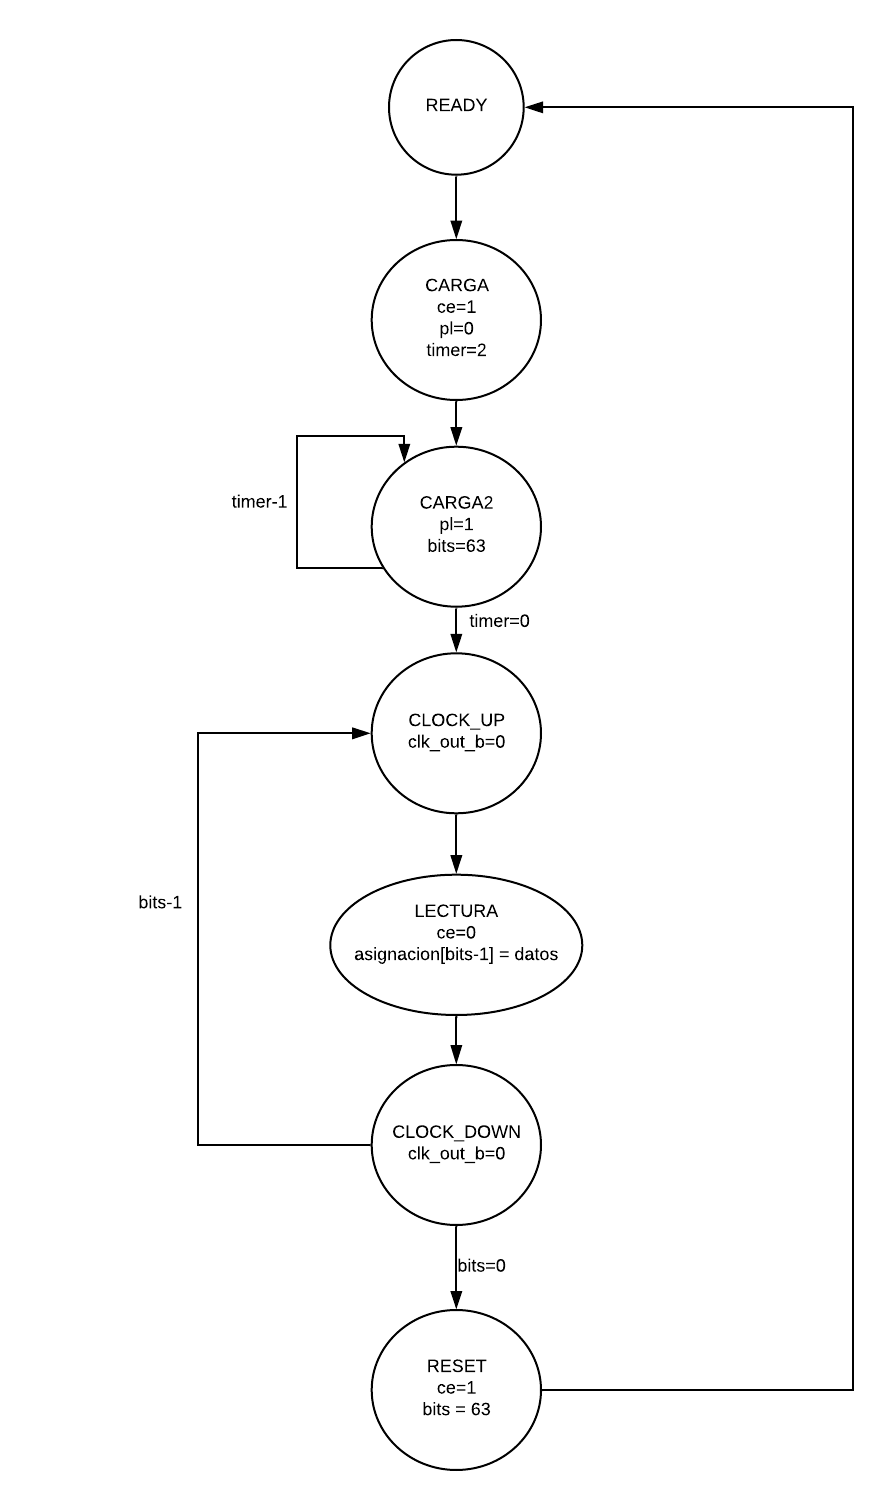 READY
CARGA
ce=1
pl=0
timer=2
timer-1
CARGA2
pl=1
bits=63
timer=0
CLOCK_UP
clk_out_b=0
bits-1
LECTURA
ce=0
asignacion[bits-1] = datos
CLOCK_DOWN
clk_out_b=0
bits=0
RESET
ce=1
bits = 63